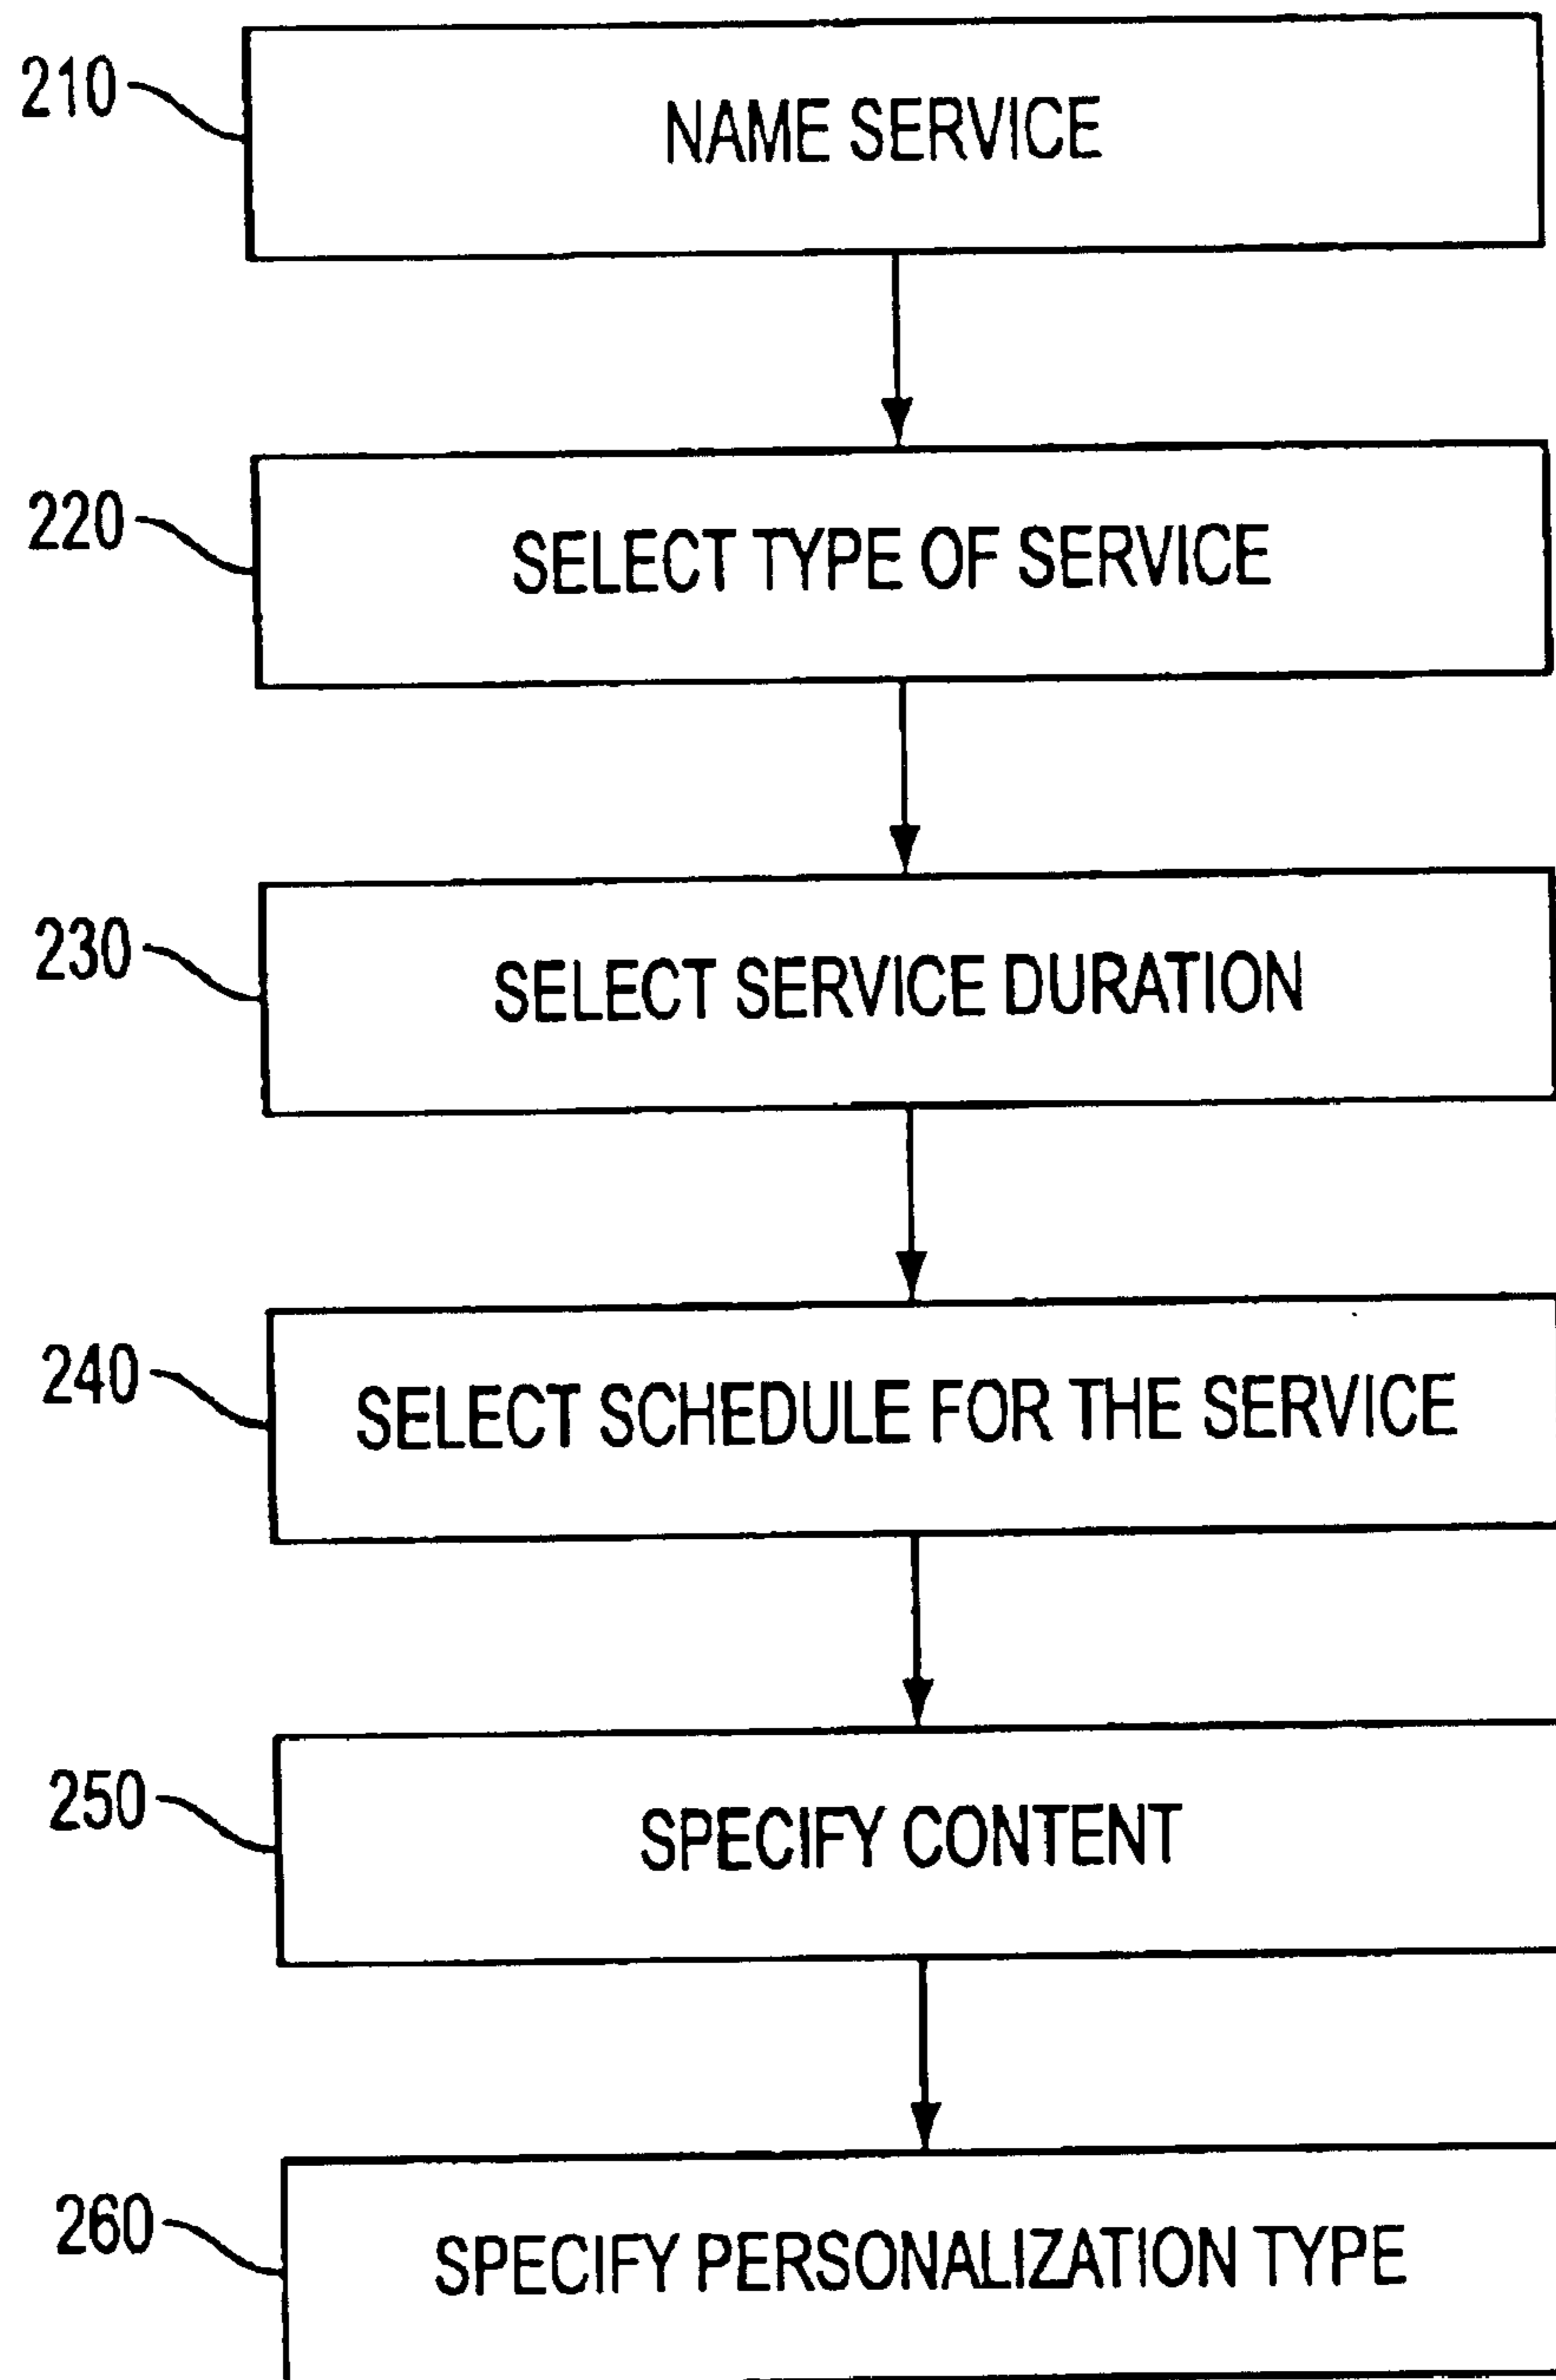 210
NAME SERVICE
220
SELECT TYPE OF SERVICE
230
SELECT SERVICE DURATION
240
SELECT SCHEDULE FOR THE SERVICE
250
SPECIFY CONTENT
260
SPECIFY PERSONALIZATION TYPE